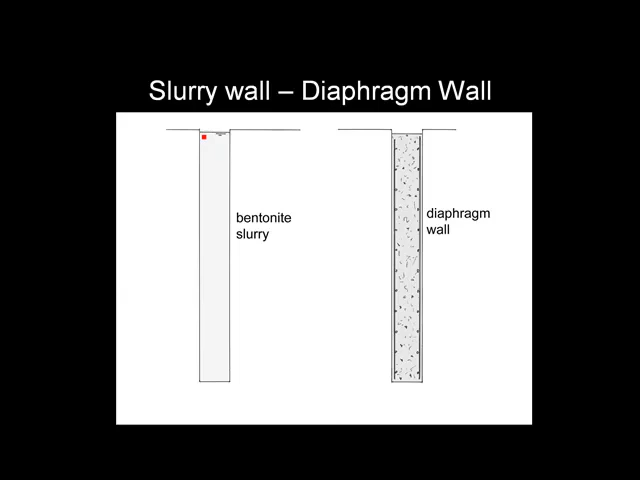 Slurry wall – Diaphragm Wall
bentonite
slurry
diaphragm
wall